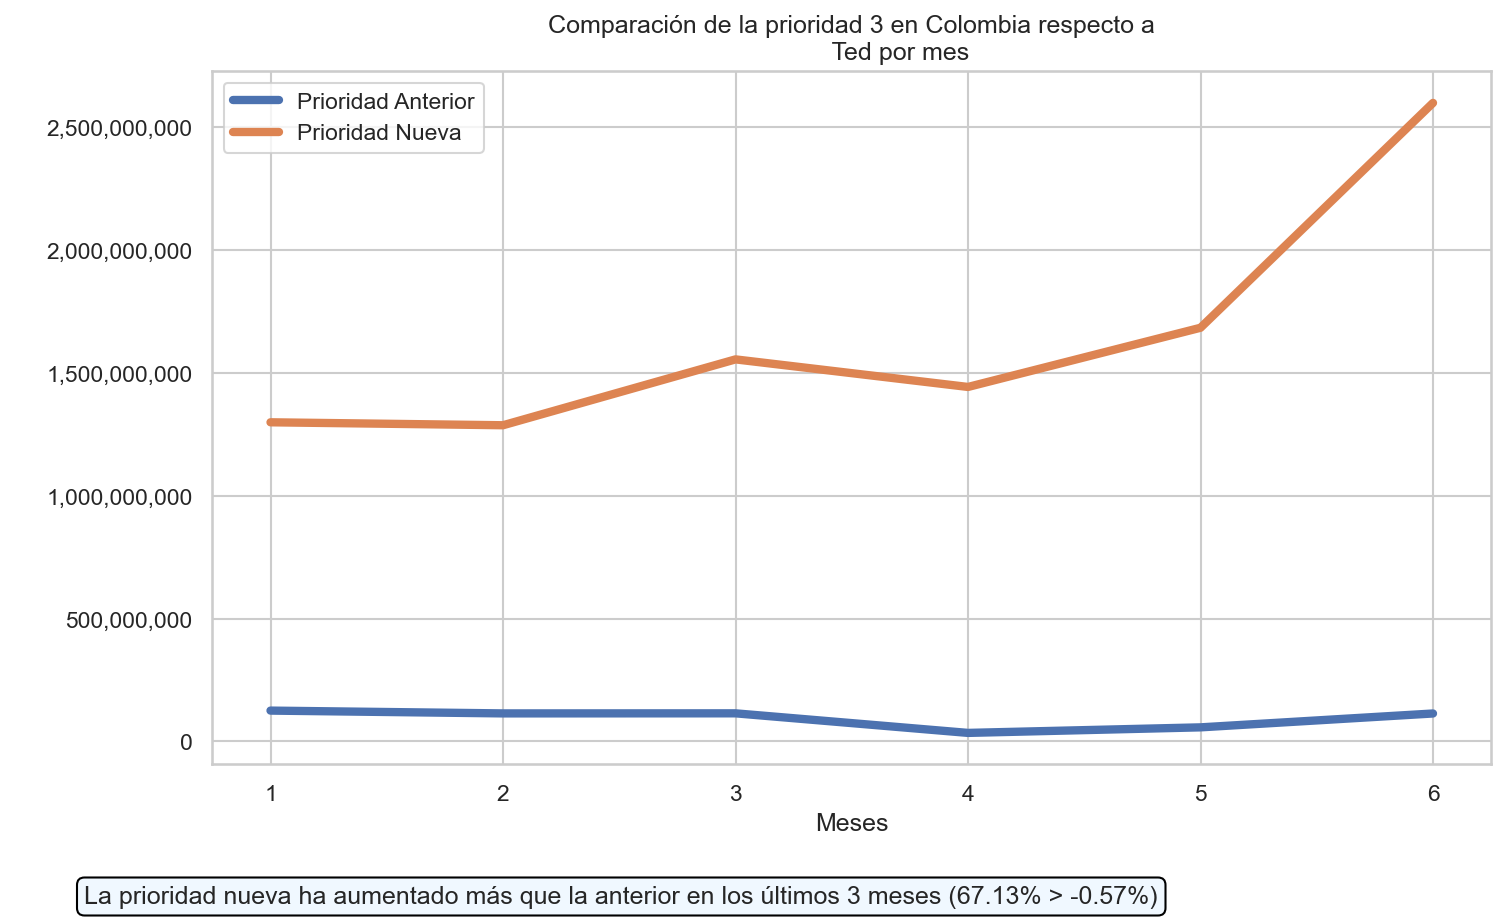 Comparación de la prioridad 3 en Colombia respecto a
Ted por mes
Prioridad Anterior
Prioridad Nueva
2,500,000,000
2,000,000,000
1,500,000,000
1,000,000,000
500,000,000
0
1 2 3 4 5 6
Meses
La prioridad nueva ha aumentado más que la anterior en los últimos 3 meses (67.13% > -0.57%)